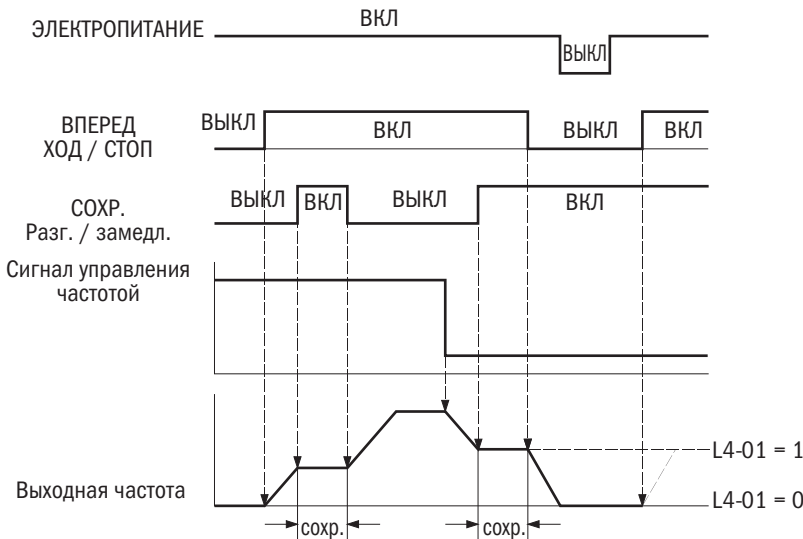 ЭЛЕКТРОПИТАНИЕ
ВКЛ
ВЫКЛ
ВПЕРЕД
ХОД / СТОП
ВЫКЛ
ВКЛ
ВЫКЛ
ВКЛ
СОХР.
Разг. / замедл.
ВЫКЛ
ВКЛ
ВЫКЛ
ВКЛ
Сигнал управления
частотой
Выходная частота
L4-01 = 1
L4-01 = 0
сохр.
сохр.